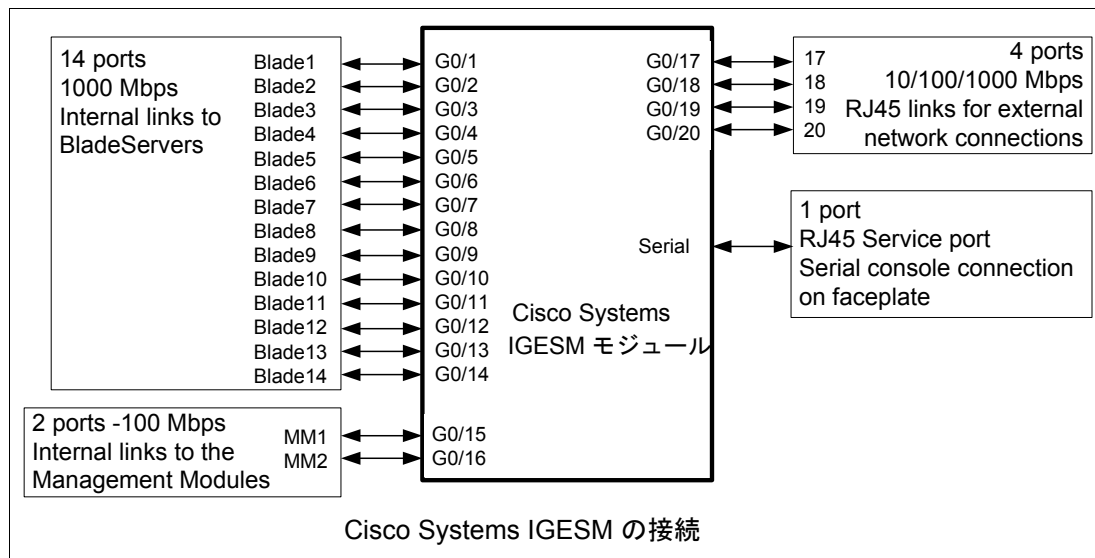 14 ports
1000 Mbps
Internal links to
BladeServers
Blade1
Blade2
Blade3
Blade4
Blade5
Blade6
Blade7
Blade8
Blade9
Blade10
Blade11
Blade12
Blade13
Blade14
2 ports -100 Mbps
Internal links to the
Management Modules
MM1
MM2
G0/1
G0/2
G0/3
G0/4
G0/5
G0/6
G0/7
G0/8
G0/9
G0/10
G0/11
G0/12
G0/13
G0/14
G0/15
G0/16
Cisco Systems
IGESM モジュール
G0/17
G0/18
G0/19
G0/20
Serial
17
18
19
20
4 ports
10/100/1000 Mbps
RJ45 links for external
network connections
1 port
RJ45 Service port
Serial console connection
on faceplate
Cisco Systems IGESM の接続